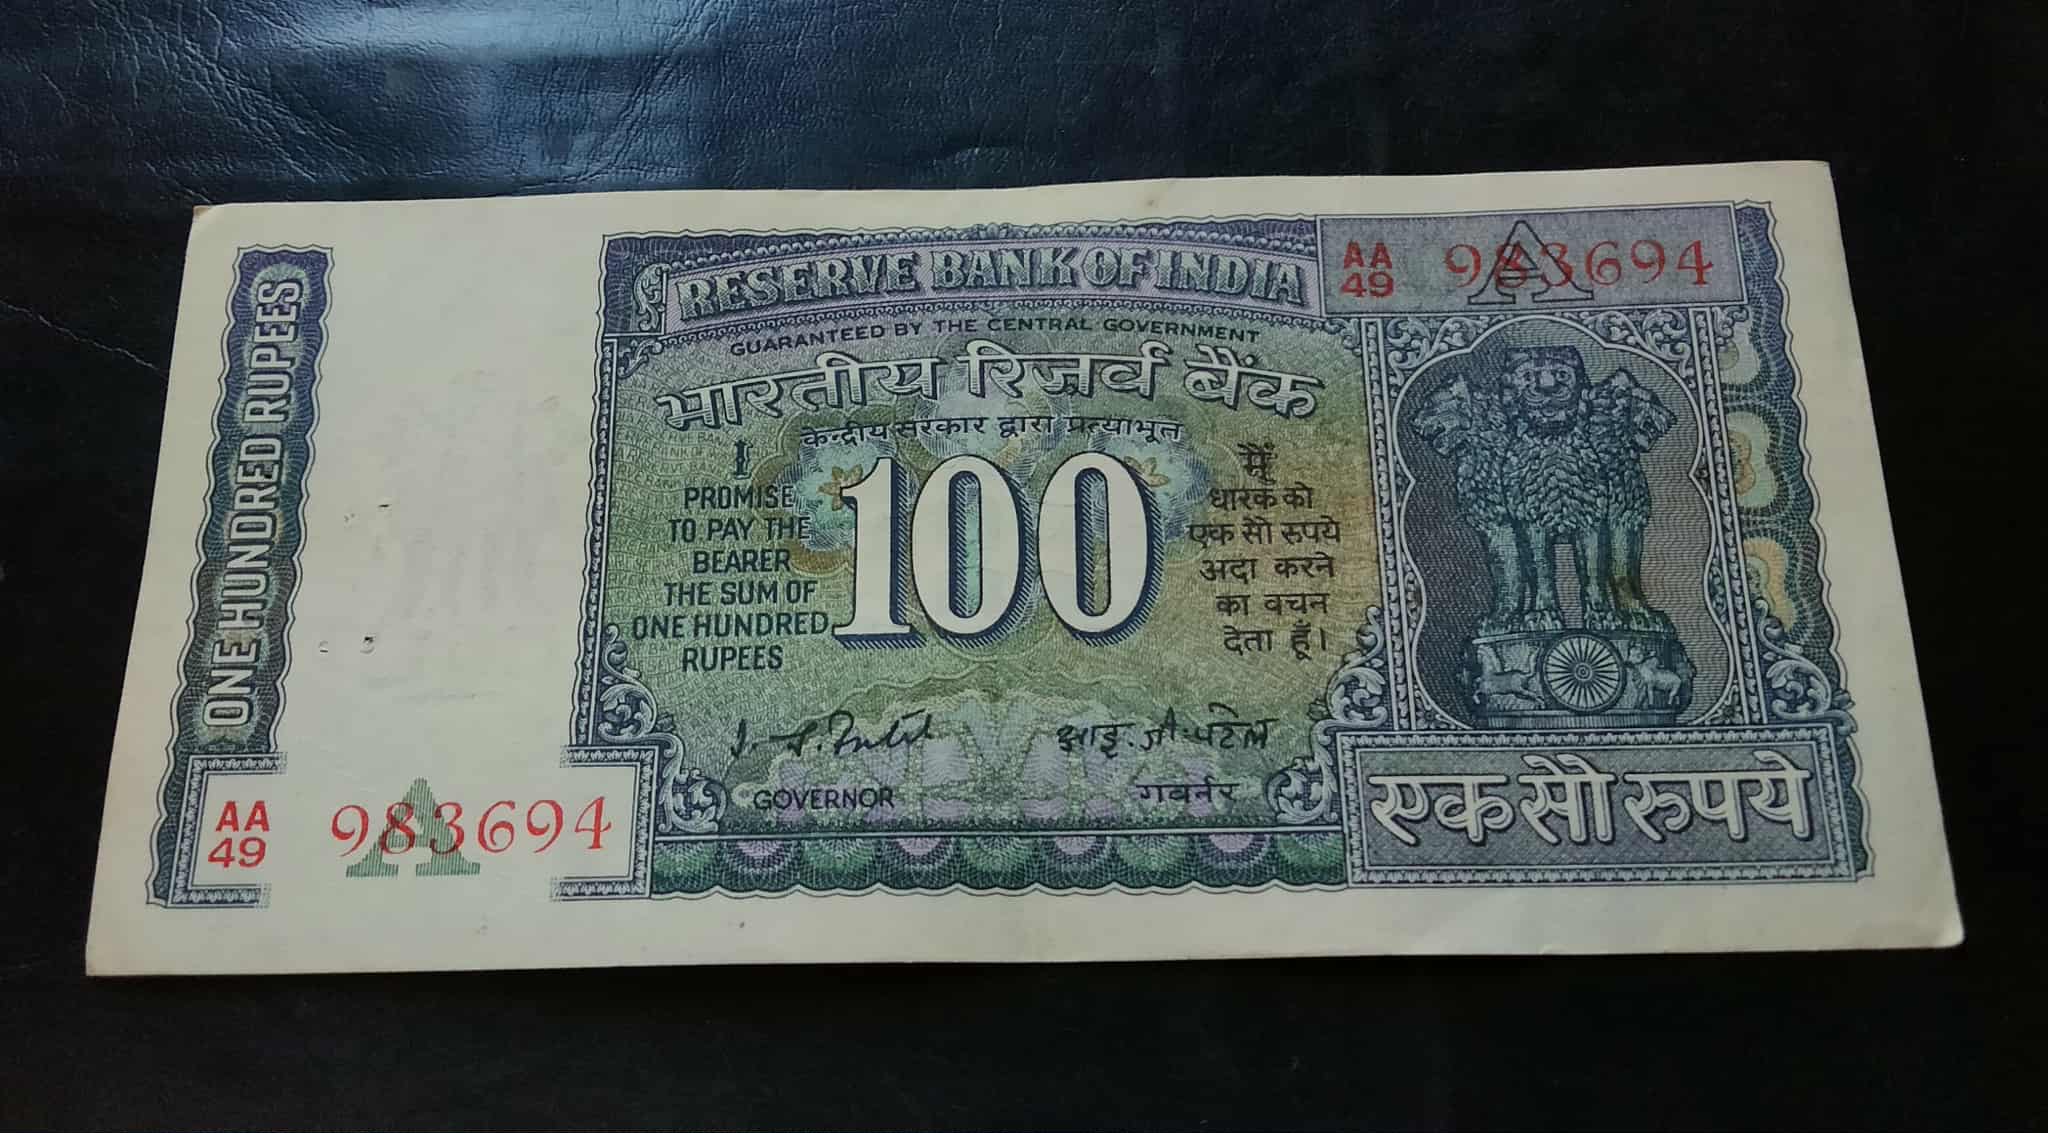 RESERVE BANK OF INDIA
GUARANTEED BY THE CENTRAL GOVERNMENT
भारतीय रिज़र्व बैंक
केन्द्रीय सरकार द्वारा प्रत्याभूत
AA
49
983694
A
ONE HUNDRED RUPEES
I
PROMISE
TO PAY THE
BEARER
THE SUM OF
ONE HUNDRED
RUPEES
100
मैं
धारक को
एक सौ रुपये
अदा करने
का वचन
देता हूँ।
आई. जी. पटेल
GOVERNOR
गवर्नर
AA
49
983694
A
एक सौ रुपये